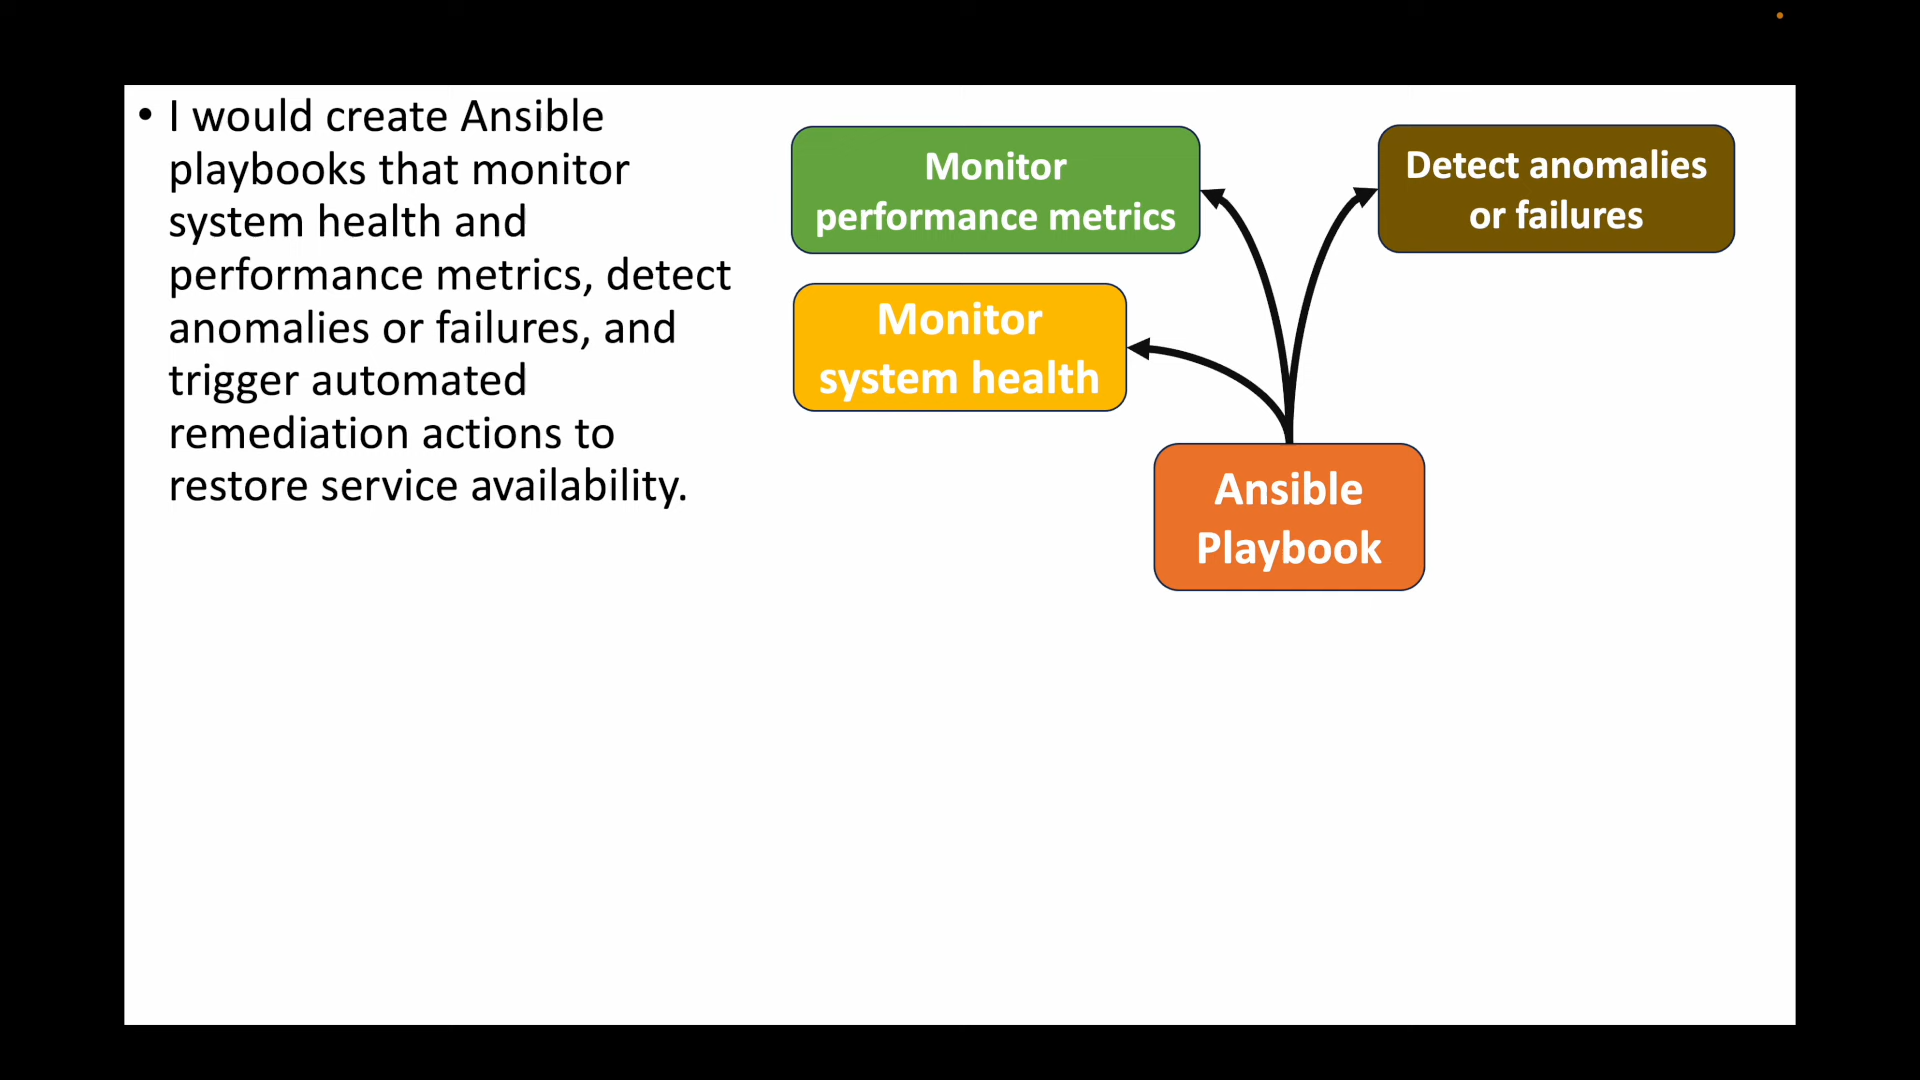 • I would create Ansible
playbooks that monitor
system health and
performance metrics, detect
anomalies or failures, and
trigger automated
remediation actions to
restore service availability.
Monitor
performance metrics
Detect anomalies
or failures
Monitor
system health
Ansible
Playbook